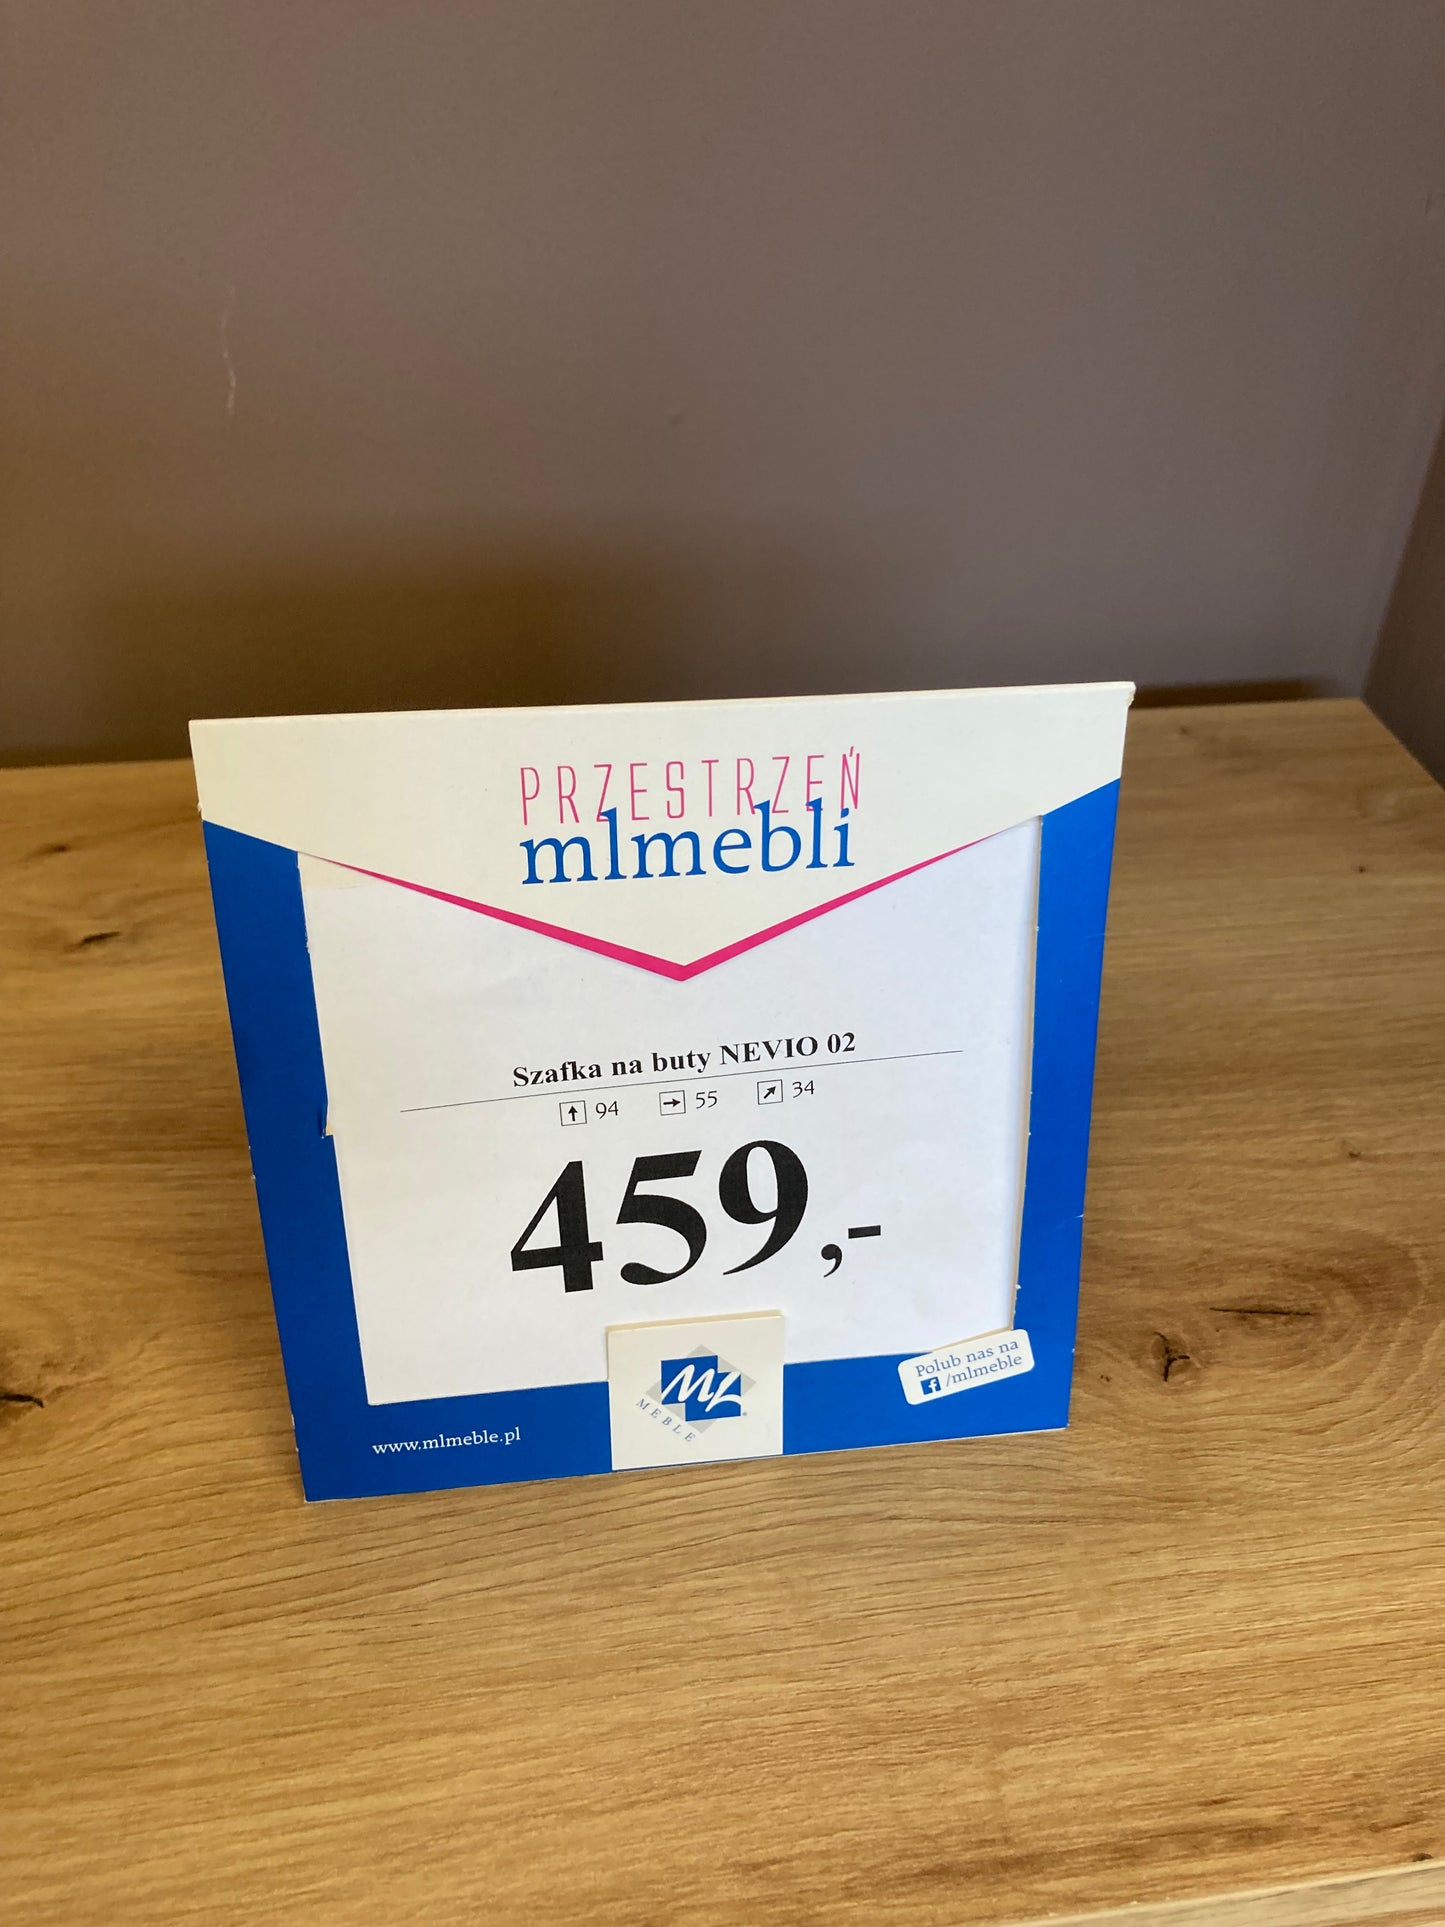 PRZESTRZEŃ
mlmebli
Szafka na buty NEVIO 02
↑ 94 → 55 ↗ 34
459,-
ML®
MEBLE
www.mlmeble.pl
Polub nas na
f/mlmeble